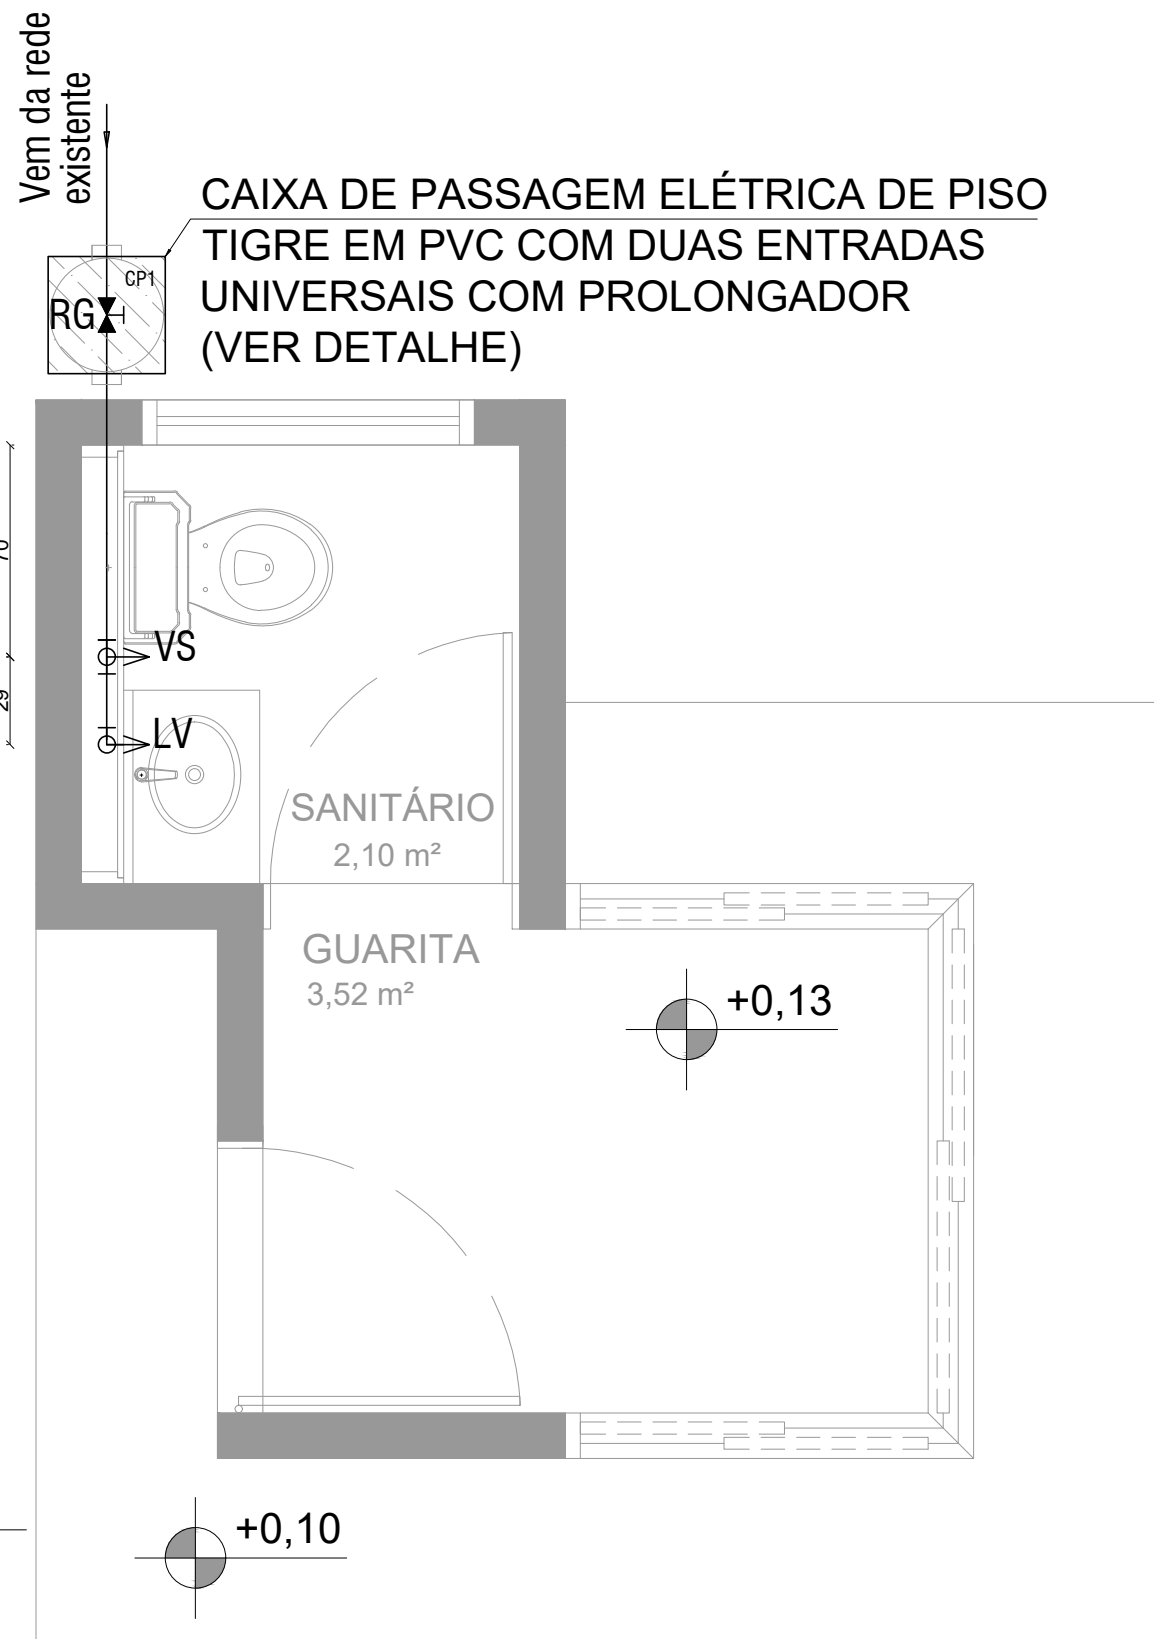 Vem da rede
existente
CAIXA DE PASSAGEM ELÉTRICA DE PISO
TIGRE EM PVC COM DUAS ENTRADAS
UNIVERSAIS COM PROLONGADOR
(VER DETALHE)
CP1
RG
VS
29
LV
SANITÁRIO
2,10 m²
GUARITA
3,52 m²
+0,13
+0,10